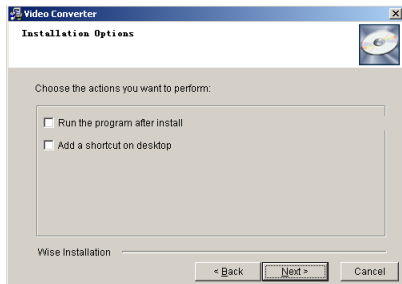 Video Converter
Installation Options
Choose the actions you want to perform:
Run the program after install
Add a shortcut on desktop
Wise Installation
< Back
Next >
Cancel